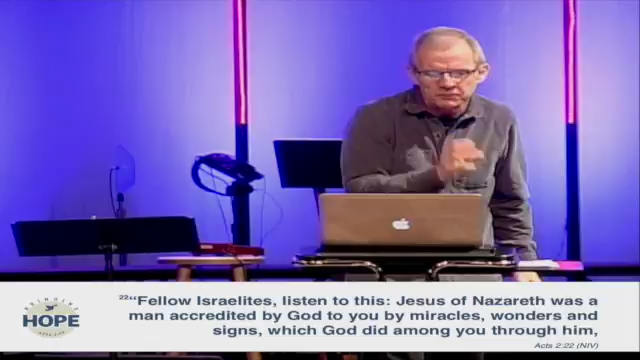 ²²“Fellow Israelites, listen to this: Jesus of Nazareth was a
man accredited by God to you by miracles, wonders and
signs, which God did among you through him,
Acts 2:22 (NIV)
HOPE